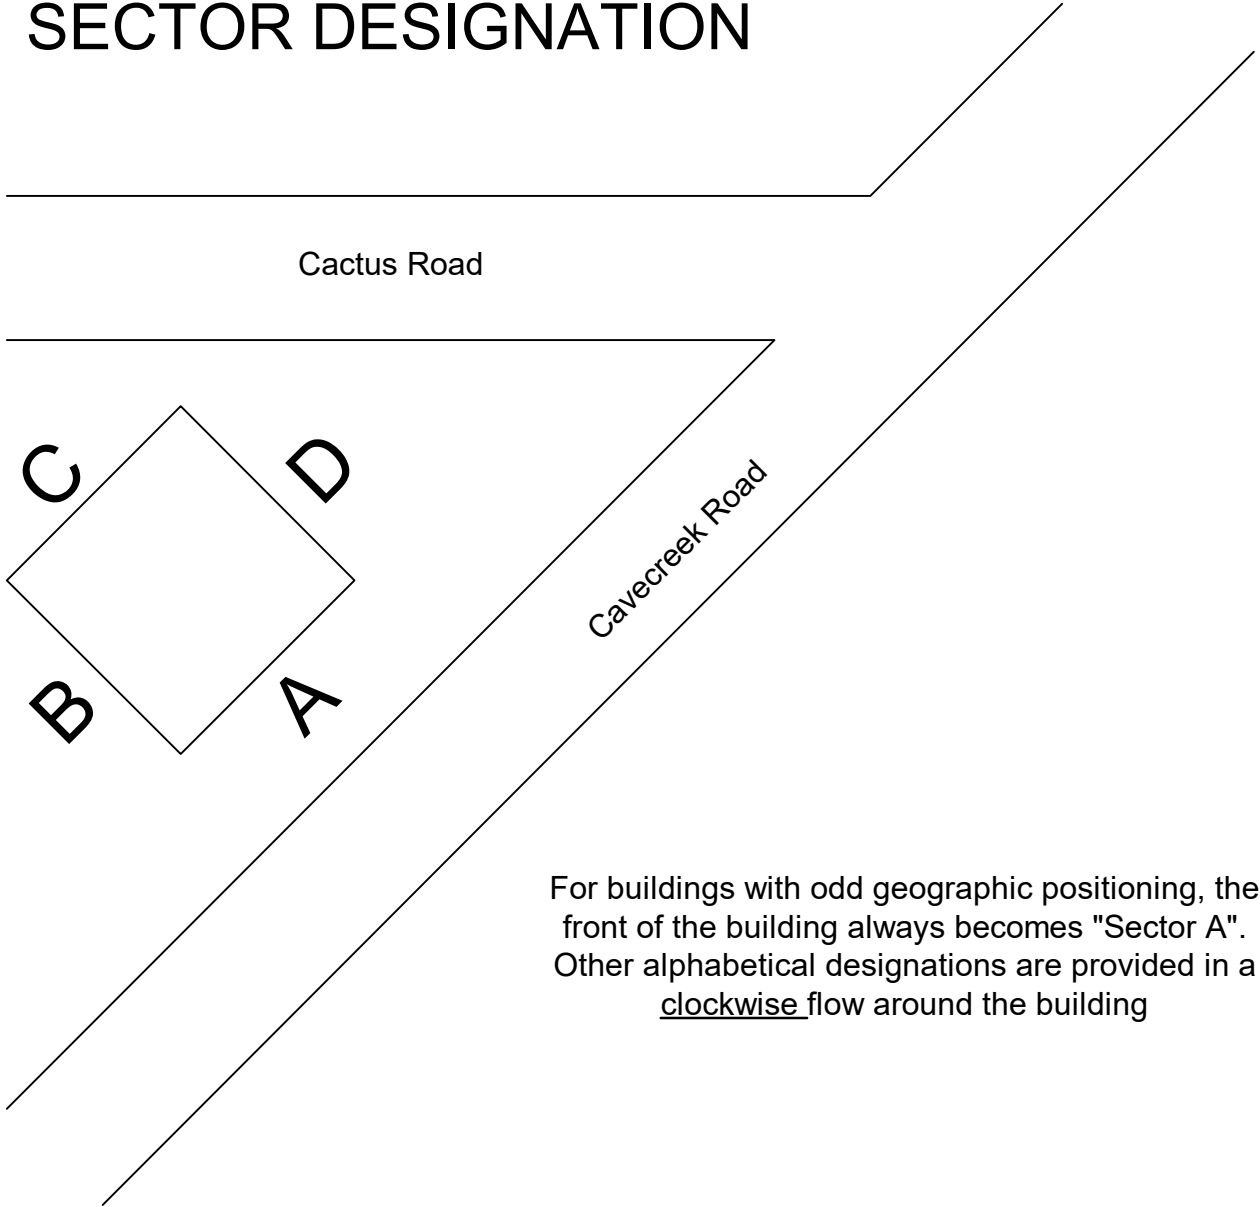 SECTOR DESIGNATION
Cactus Road
C
D
Cavecreek Road
B
A
For buildings with odd geographic positioning, the
front of the building always becomes "Sector A".
Other alphabetical designations are provided in a
clockwise flow around the building